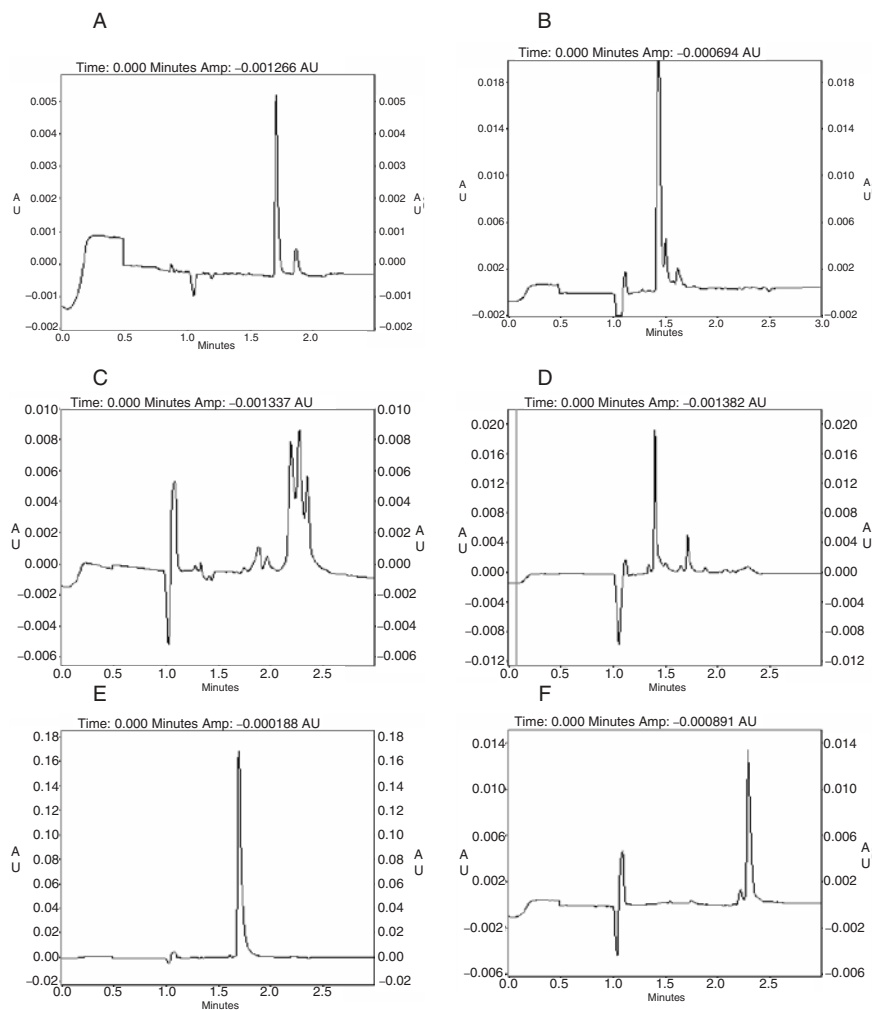 A
Time: 0.000 Minutes Amp: −0.001266 AU
0.005 0.005
0.004 0.004
0.003 0.003
0.002 0.002
A U A U
0.001 0.001
0.000 0.000
−0.001 −0.001
−0.002 −0.002
0.0 0.5 1.0 1.5 2.0
Minutes
B
Time: 0.000 Minutes Amp: −0.000694 AU
0.018 0.018
0.014 0.014
0.010 0.010
A U A U
0.006 0.006
0.002 0.002
−0.002 −0.002
0.0 0.5 1.0 1.5 2.0 2.5 3.0
Minutes
C
Time: 0.000 Minutes Amp: −0.001337 AU
0.010 0.010
0.008 0.008
0.006 0.006
0.004 0.004
0.002 0.002
A U A U
0.000 0.000
−0.002 −0.002
−0.004 −0.004
−0.006 −0.006
0.0 0.5 1.0 1.5 2.0 2.5
Minutes
D
Time: 0.000 Minutes Amp: −0.001382 AU
0.020 0.020
0.016 0.016
0.012 0.012
0.008 0.008
0.004 0.004
A U A U
0.000 0.000
−0.004 −0.004
−0.008 −0.008
−0.012 −0.012
0.0 0.5 1.0 1.5 2.0 2.5
Minutes
E
Time: 0.000 Minutes Amp: −0.000188 AU
0.18 0.18
0.16 0.16
0.14 0.14
0.12 0.12
0.10 0.10
A U A U
0.08 0.08
0.06 0.06
0.04 0.04
0.02 0.02
0.00 0.00
−0.02 −0.02
0.0 0.5 1.0 1.5 2.0 2.5
Minutes
F
Time: 0.000 Minutes Amp: −0.000891 AU
0.014 0.014
0.010 0.010
0.006 0.006
A U A U
0.002 0.002
−0.002 −0.002
−0.006 −0.006
0.0 0.5 1.0 1.5 2.0 2.5
Minutes